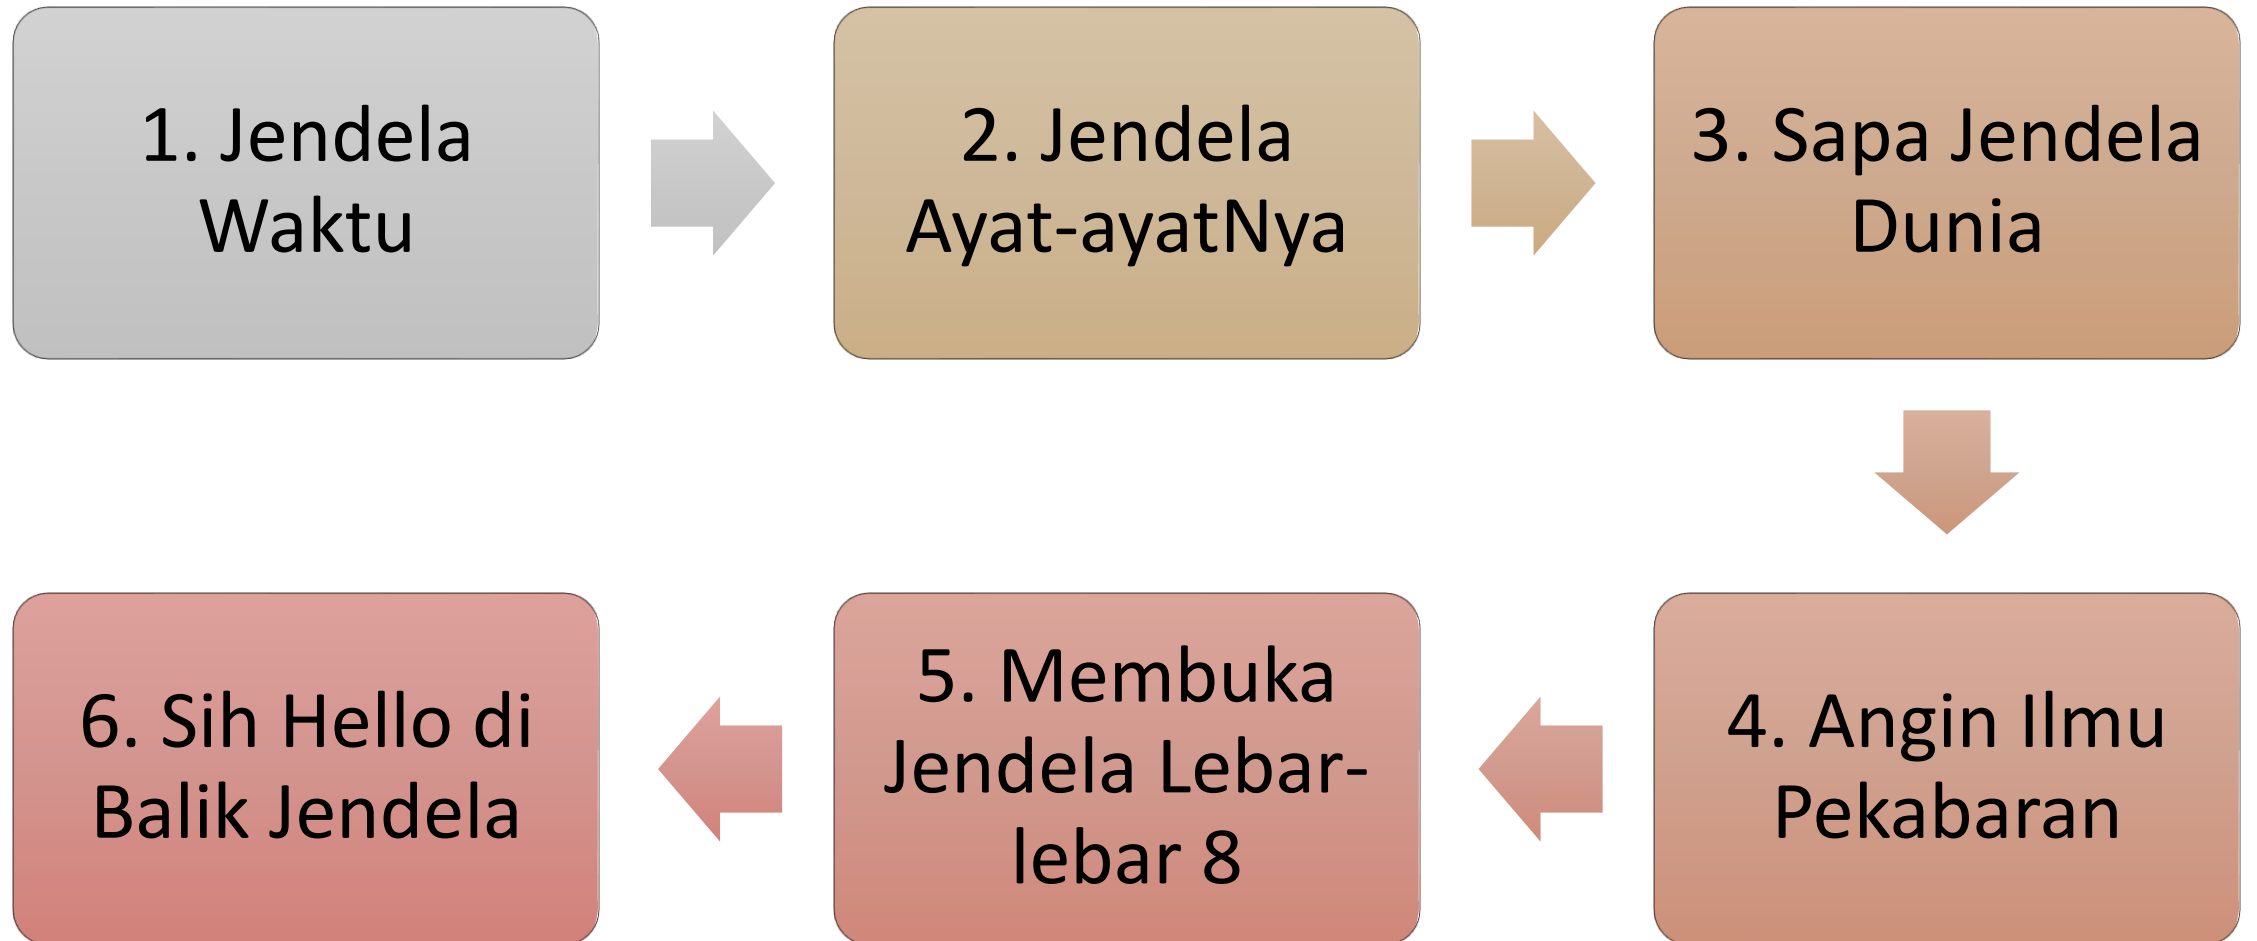 1. Jendela
Waktu
2. Jendela
Ayat-ayatNya
3. Sapa Jendela
Dunia
4. Angin Ilmu
Pekabaran
5. Membuka
Jendela Lebar-
lebar 8
6. Sih Hello di
Balik Jendela